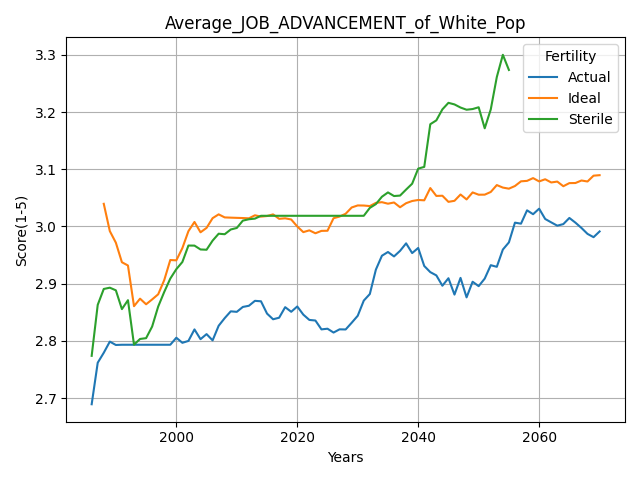 Average_JOB_ADVANCEMENT_of_White_Pop
Score(1-5)
3.3
3.2
3.1
3.0
2.9
2.8
2.7
2000
2020
2040
2060
Years
Fertility
Actual
Ideal
Sterile